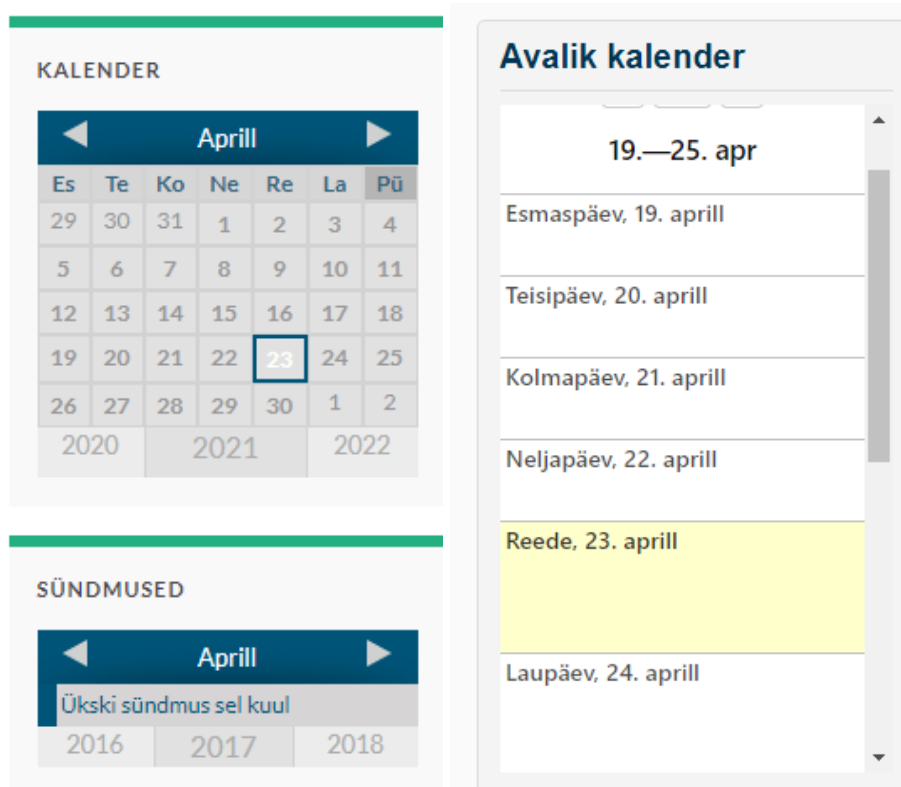 KALENDER
Aprill
Es Te Ko Ne Re La Pü
29 30 31 1 2 3 4
5 6 7 8 9 10 11
12 13 14 15 16 17 18
19 20 21 22 23 24 25
26 27 28 29 30 1 2
2020 2021 2022
SÜNDMUSED
Aprill
Ükski sündmus sel kuul
2016 2017 2018
Avalik kalender
19.—25. apr
Esmaspäev, 19. aprill
Teisipäev, 20. aprill
Kolmapäev, 21. aprill
Neljapäev, 22. aprill
Reede, 23. aprill
Laupäev, 24. aprill